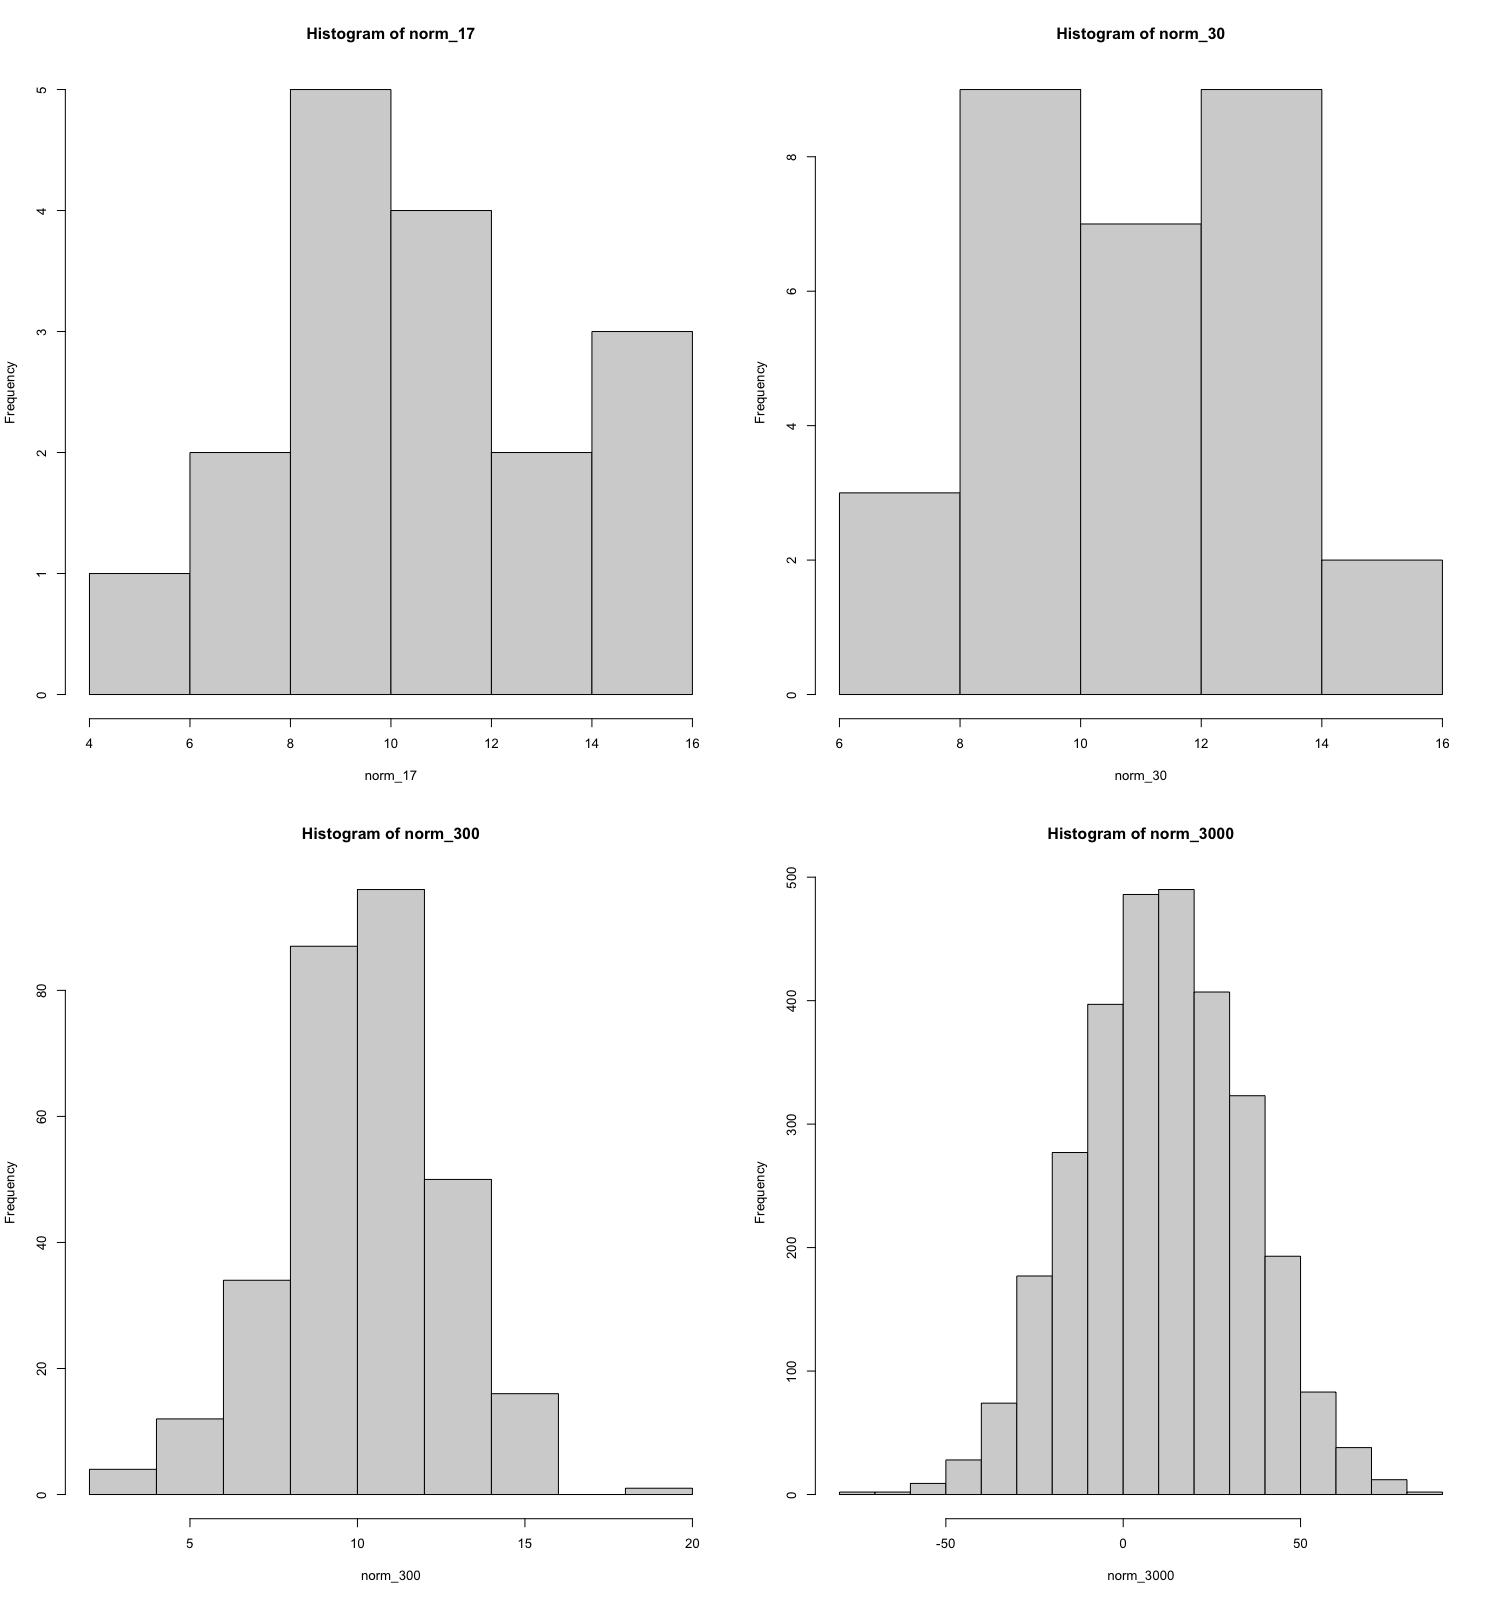 Histogram of norm_17
Frequency
5
4
3
2
1
0
4 6 8 10 12 14 16
norm_17
Histogram of norm_30
Frequency
8
6
4
2
0
6 8 10 12 14 16
norm_30
Histogram of norm_300
Frequency
80
60
40
20
0
5 10 15 20
norm_300
Histogram of norm_3000
Frequency
500
400
300
200
100
0
-50 0 50
norm_3000